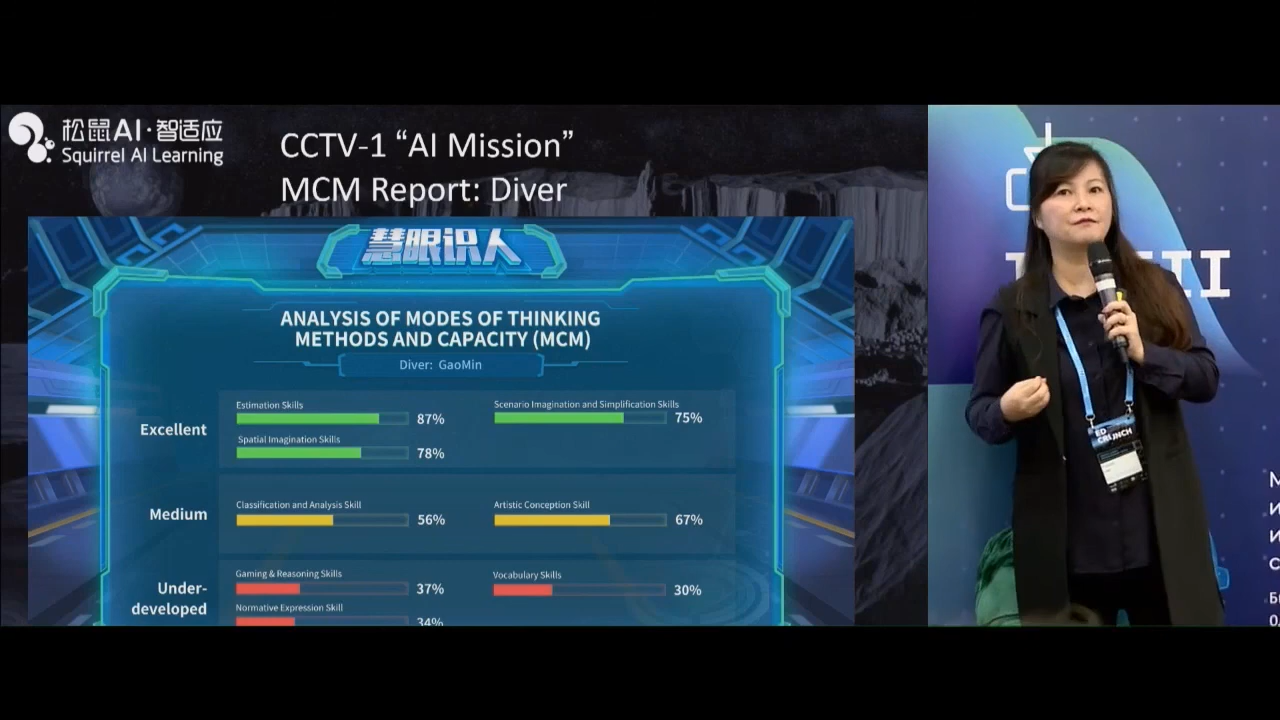 松鼠AI·智适应
Squirrel AI Learning
CCTV-1 “AI Mission”
MCM Report: Diver
慧眼识人
ANALYSIS OF MODES OF THINKING
METHODS AND CAPACITY (MCM)
Diver: GaoMin
Excellent
Estimation Skills
87%
Scenario Imagination and Simplification Skills
75%
Spatial Imagination Skills
78%
Medium
Classification and Analysis Skill
56%
Artistic Conception Skill
67%
Under-
developed
Gaming & Reasoning Skills
37%
Vocabulary Skills
30%
Normative Expression Skill
34%
ED
CRUNCH